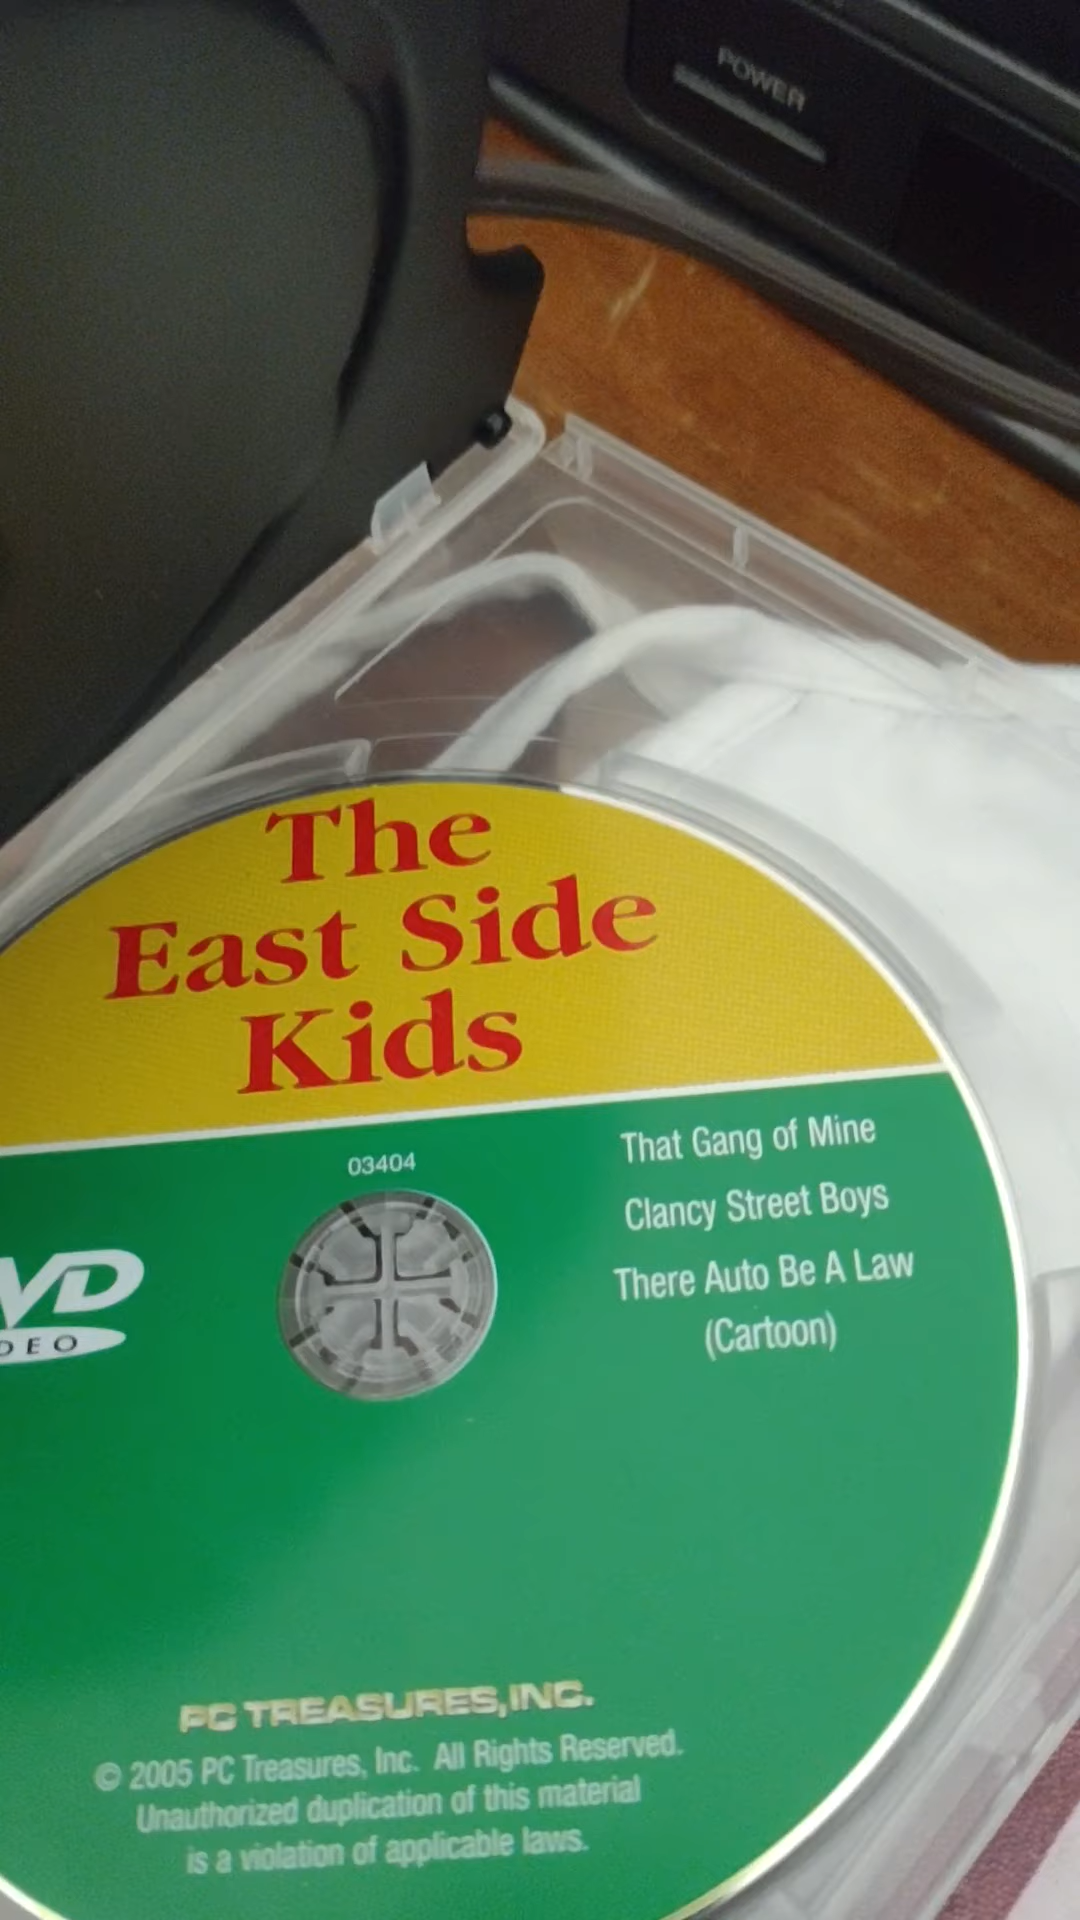 POWER
The
East Side
Kids
03404
That Gang of Mine
Clancy Street Boys
There Auto Be A Law
(Cartoon)
PC TREASURES, INC.
© 2005 PC Treasures, Inc. All Rights Reserved.
Unauthorized duplication of this material
is a violation of applicable laws.